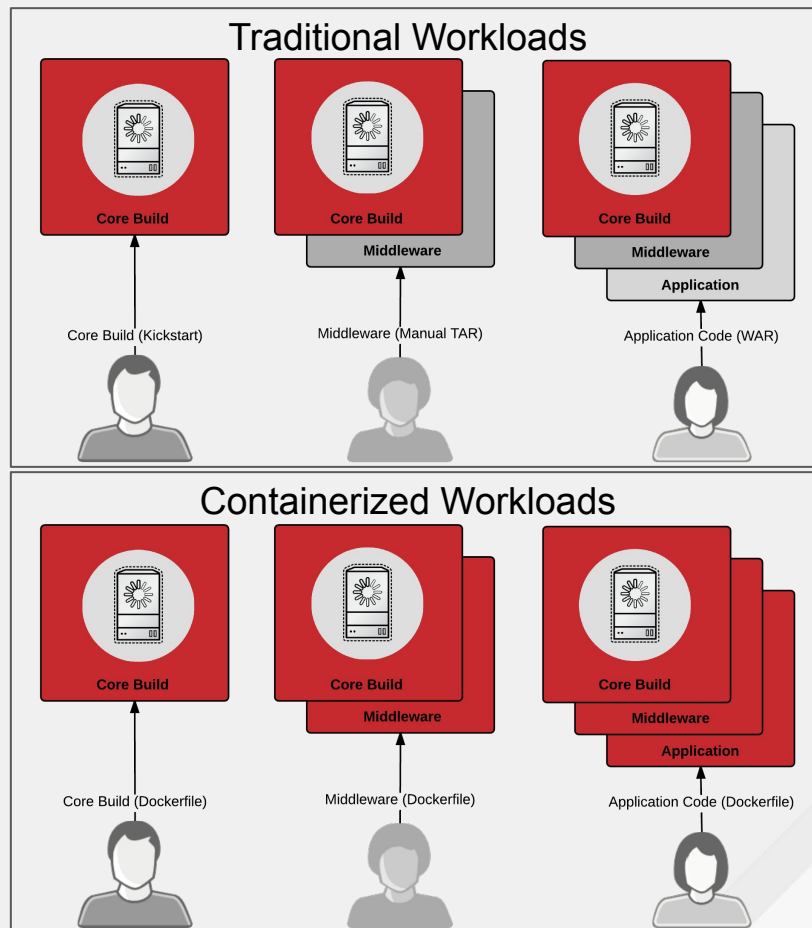 Traditional Workloads
Core Build
Core Build
Middleware
Core Build
Middleware
Application
Core Build (Kickstart)
Middleware (Manual TAR)
Application Code (WAR)
Containerized Workloads
Core Build
Core Build
Middleware
Core Build
Middleware
Application
Core Build (Dockerfile)
Middleware (Dockerfile)
Application Code (Dockerfile)